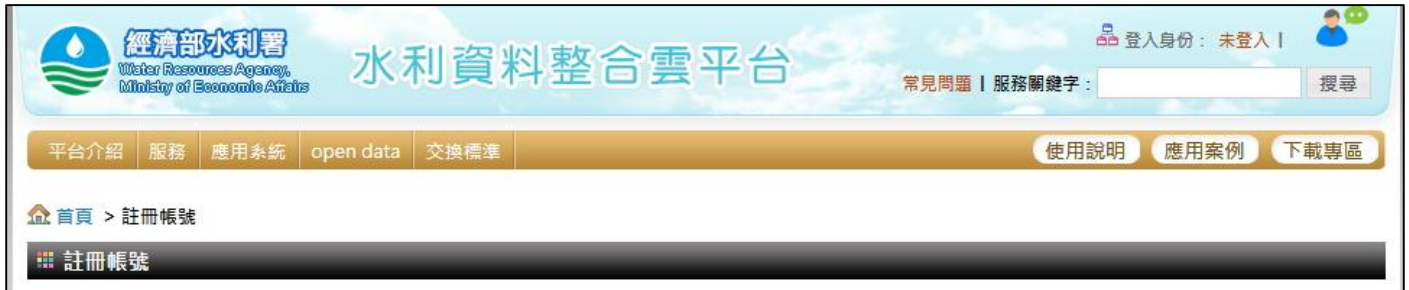 經濟部水利署
Water Resources Agency,
Ministry of Economic Affairs
水利資料整合雲平台
登入身份： 未登入 |
常見問題 | 服務關鍵字：
搜尋
平台介紹 服務 應用系統 open data 交換標準
使用說明 應用案例 下載專區
首頁 > 註冊帳號
註冊帳號